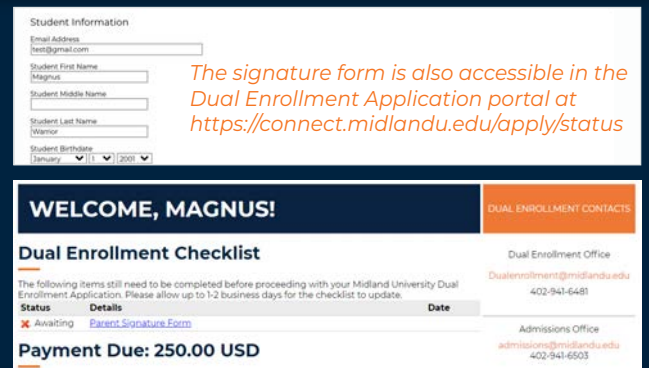 Student Information
Email Address
test@gmail.com
Student First Name
Magnus
Student Middle Name
Student Last Name
Warrior
Student Birthdate
January 1 2001
The signature form is also accessible in the
Dual Enrollment Application portal at
https://connect.midlandu.edu/apply/status
WELCOME, MAGNUS!
Dual Enrollment Checklist
The following items still need to be completed before proceeding with your Midland University Dual
Enrollment Application. Please allow up to 1-2 business days for the checklist to update.
Status Details Date
Awaiting Parent Signature Form
Payment Due: 250.00 USD
DUAL ENROLLMENT CONTACTS
Dual Enrollment Office
Dualenrollment@midlandu.edu
402-941-6481
Admissions Office
admissions@midlandu.edu
402-941-6503